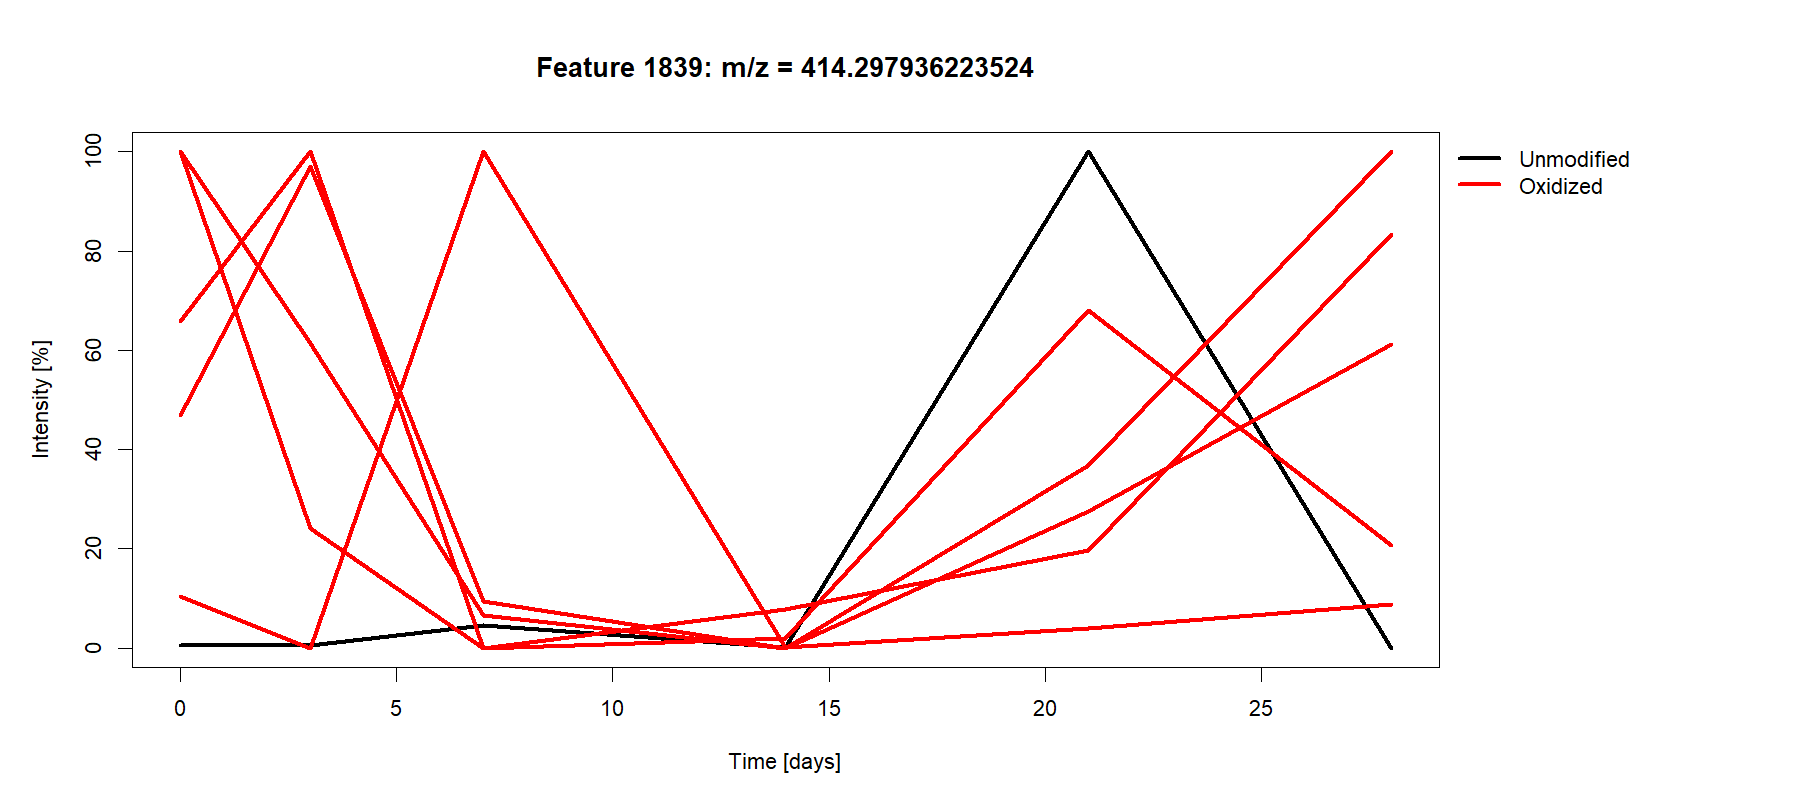 Feature 1839: m/z = 414.297936223524
100
80
60
40
20
0
Intensity [%]
0 5 10 15 20 25
Time [days]
Unmodified
Oxidized